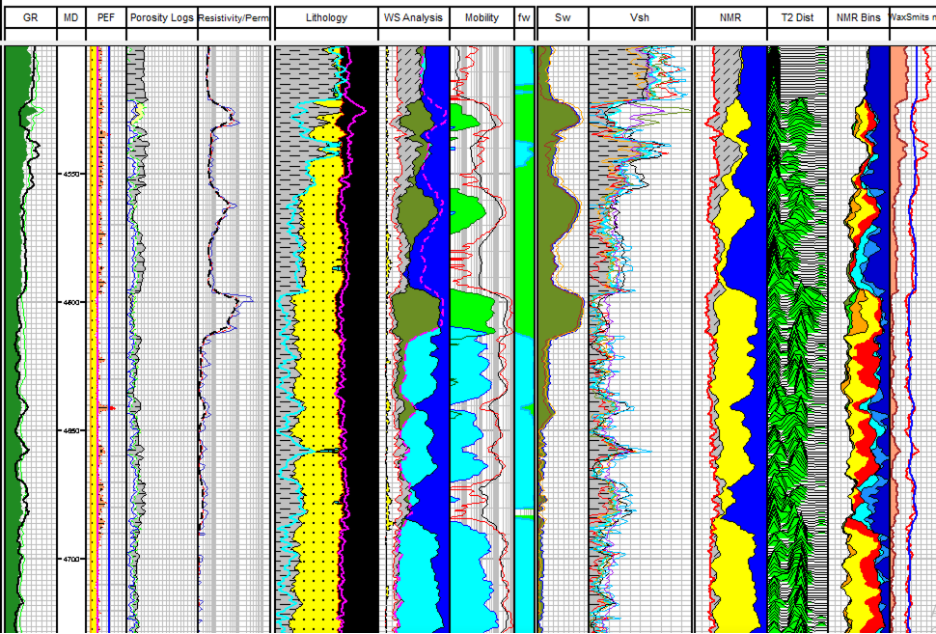 GR MD PEF Porosity Logs Resistivity/Perm Lithology WS Analysis Mobility fw Sw Vsh NMR T2 Dist NMR Bins WaxSmits
4550
4600
4650
4700